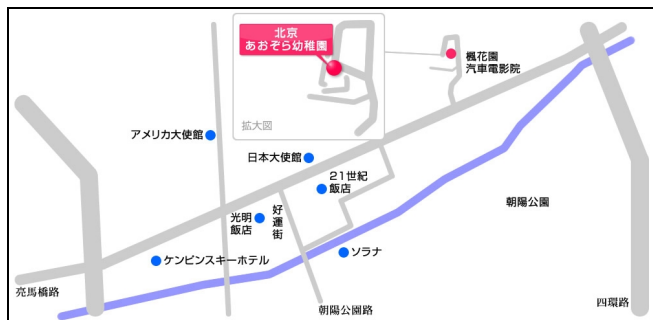 北京
あおぞら幼稚園
楓花園
汽車電影院
拡大図
アメリカ大使館
日本大使館
21世紀
飯店
朝陽公園
好運街
光明
飯店
ソラナ
ケンピンスキーホテル
亮馬橋路
朝陽公園路
四環路